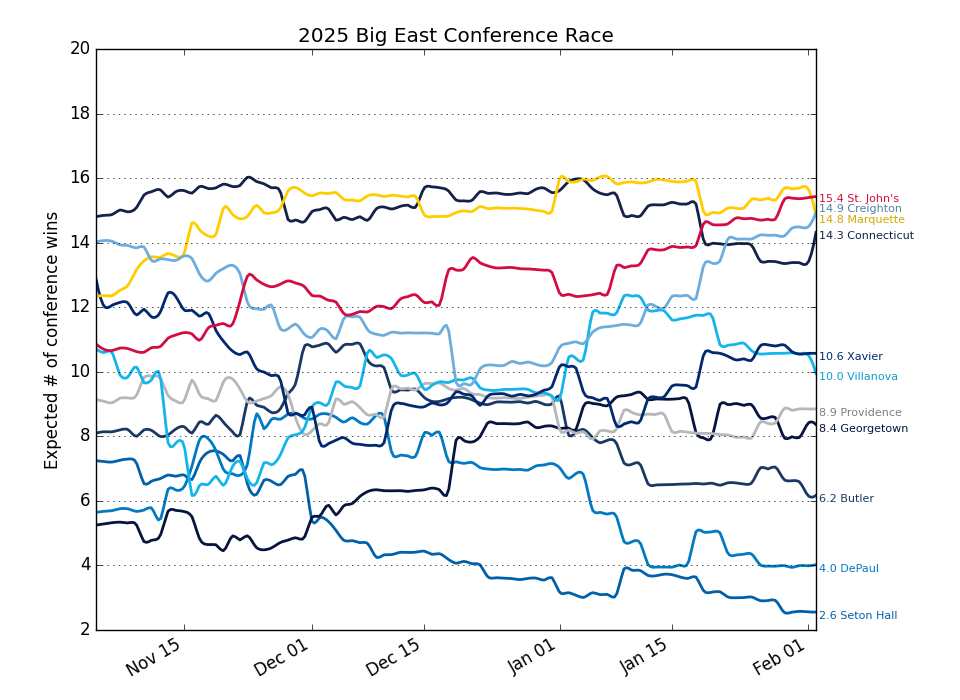 2025 Big East Conference Race
Expected # of conference wins
20
18
16
14
12
10
8
6
4
2
15.4 St. John's
14.9 Creighton
14.8 Marquette
14.3 Connecticut
10.6 Xavier
10.0 Villanova
8.9 Providence
8.4 Georgetown
6.2 Butler
4.0 DePaul
2.6 Seton Hall
Nov 15
Dec 01
Dec 15
Jan 01
Jan 15
Feb 01